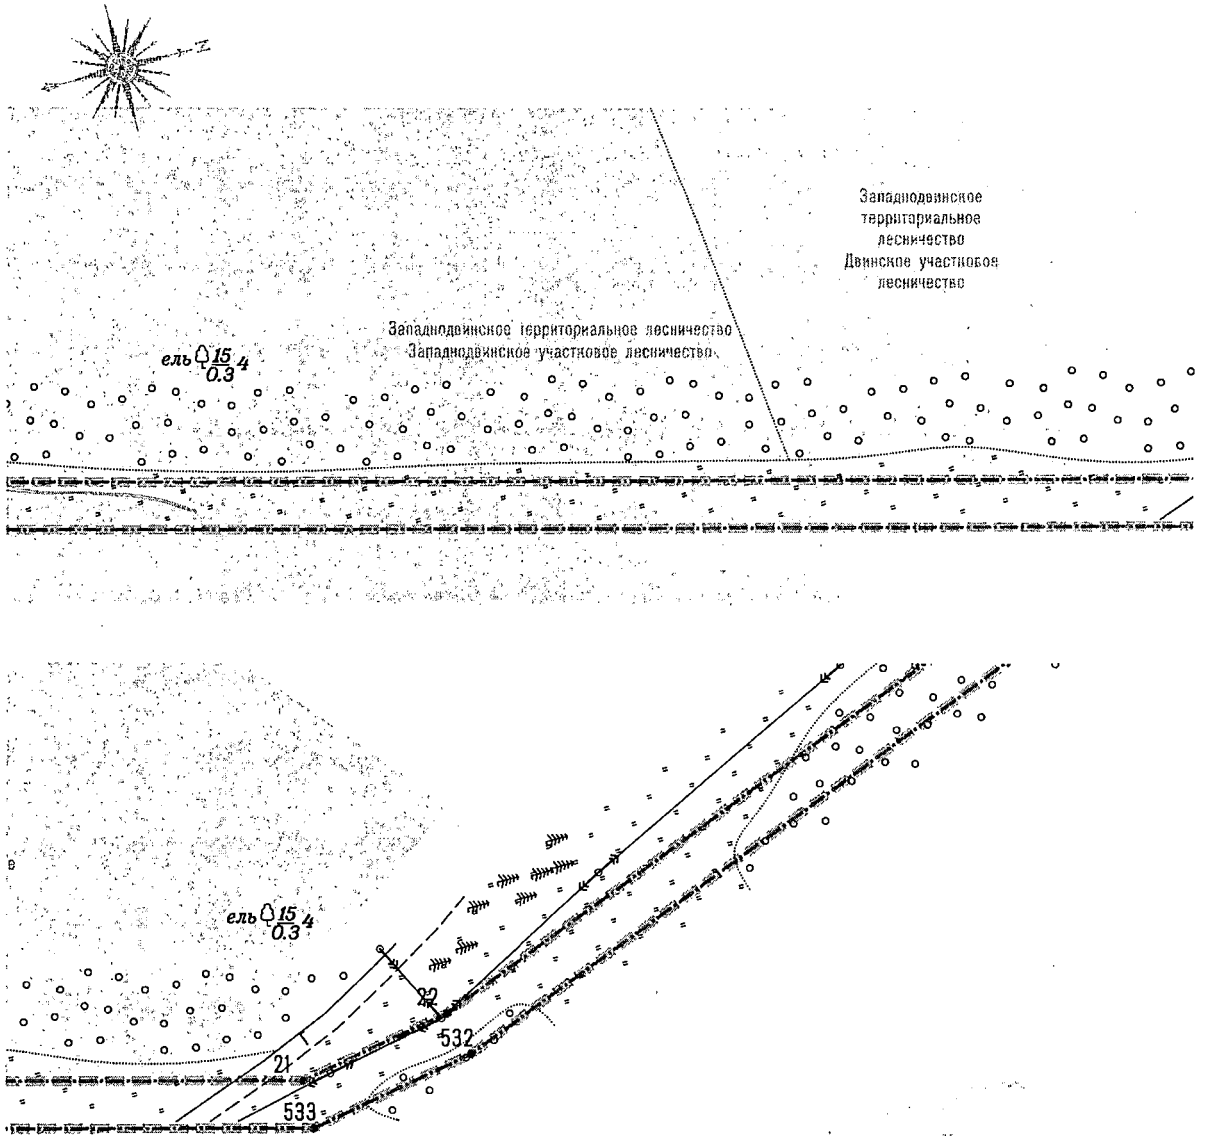 Западнодвинское
территориальное
лесничество
Двинское участковое
лесничество
Западнодвинское территориальное лесничество
Западнодвинское участковое лесничество
ель 15 4
0.3
в
ель 15 4
0.3
22
532
21
533